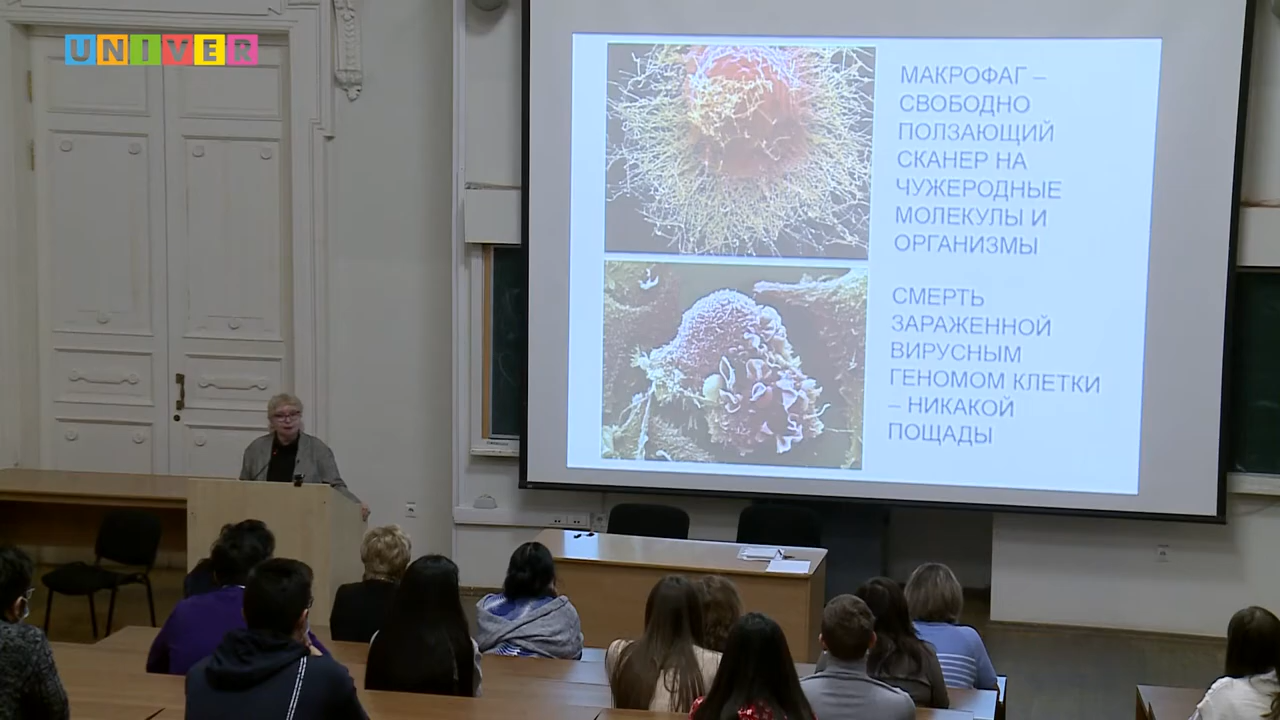 UNIVER
МАКРОФАГ –
СВОБОДНО
ПОЛЗАЮЩИЙ
СКАНЕР НА
ЧУЖЕРОДНЫЕ
МОЛЕКУЛЫ И
ОРГАНИЗМЫ
СМЕРТЬ
ЗАРАЖЕННОЙ
ВИРУСНЫМ
ГЕНОМОМ КЛЕТКИ
– НИКАКОЙ
ПОЩАДЫ